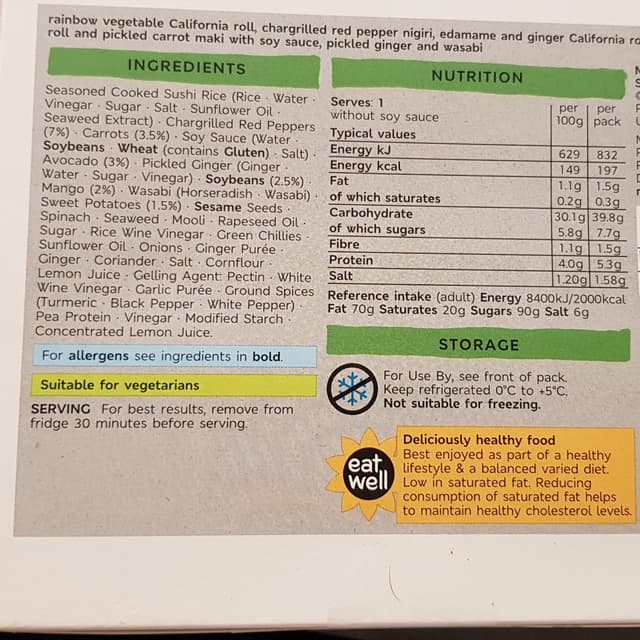 rainbow vegetable California roll, chargrilled red pepper nigiri, edamame and ginger California
roll and pickled carrot maki with soy sauce, pickled ginger and wasabi
INGREDIENTS
Seasoned Cooked Sushi Rice (Rice · Water ·
Vinegar · Sugar · Salt · Sunflower Oil ·
Seaweed Extract) · Chargrilled Red Peppers
(7%) · Carrots (3.5%) · Soy Sauce (Water ·
Soybeans · Wheat (contains Gluten) · Salt) ·
Avocado (3%) · Pickled Ginger (Ginger ·
Water · Sugar · Vinegar) · Soybeans (2.5%) ·
Mango (2%) · Wasabi (Horseradish · Wasabi) ·
Sweet Potatoes (1.5%) · Sesame Seeds ·
Spinach · Seaweed · Mooli · Rapeseed Oil ·
Sugar · Rice Wine Vinegar · Green Chillies ·
Sunflower Oil · Onions · Ginger Purée ·
Ginger · Coriander · Salt · Cornflour ·
Lemon Juice · Gelling Agent: Pectin · White
Wine Vinegar · Garlic Purée · Ground Spices
(Turmeric · Black Pepper · White Pepper) ·
Pea Protein · Vinegar · Modified Starch ·
Concentrated Lemon Juice.
For allergens see ingredients in bold.
Suitable for vegetarians
SERVING For best results, remove from
fridge 30 minutes before serving.
NUTRITION
Serves: 1 per per
without soy sauce 100g pack
Typical values
Energy kJ 629 832
Energy kcal 149 197
Fat 1.1g 1.5g
of which saturates 0.2g 0.3g
Carbohydrate 30.1g 39.8g
of which sugars 5.8g 7.7g
Fibre 1.1g 1.5g
Protein 4.0g 5.3g
Salt 1.20g 1.58g
Reference intake (adult) Energy 8400kJ/2000kcal
Fat 70g Saturates 20g Sugars 90g Salt 6g
STORAGE
For Use By, see front of pack.
Keep refrigerated 0°C to +5°C.
Not suitable for freezing.
eat
well
Deliciously healthy food
Best enjoyed as part of a healthy
lifestyle & a balanced varied diet.
Low in saturated fat. Reducing
consumption of saturated fat helps
to maintain healthy cholesterol levels.